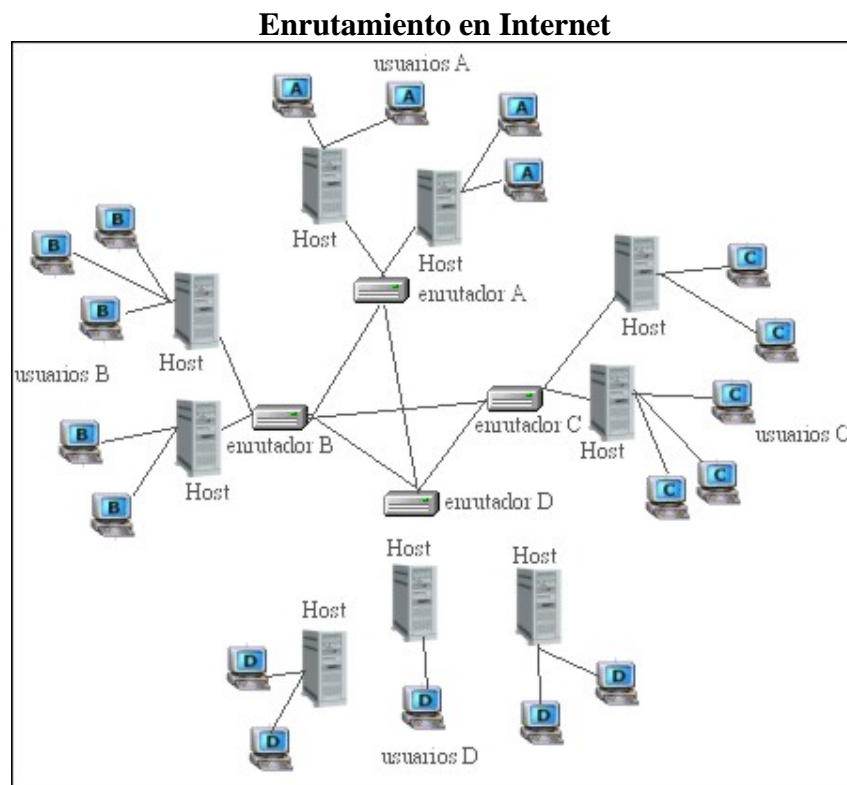 Enrutamiento en Internet
usuarios A
A
A
A
A
Host
Host
enrutador A
B
B
B
Host
usuarios B
B
B
Host
enrutador B
C
C
Host
C
C
C
Host
usuarios C
enrutador C
enrutador D
Host
Host
Host
D
D
D
D
D
usuarios D